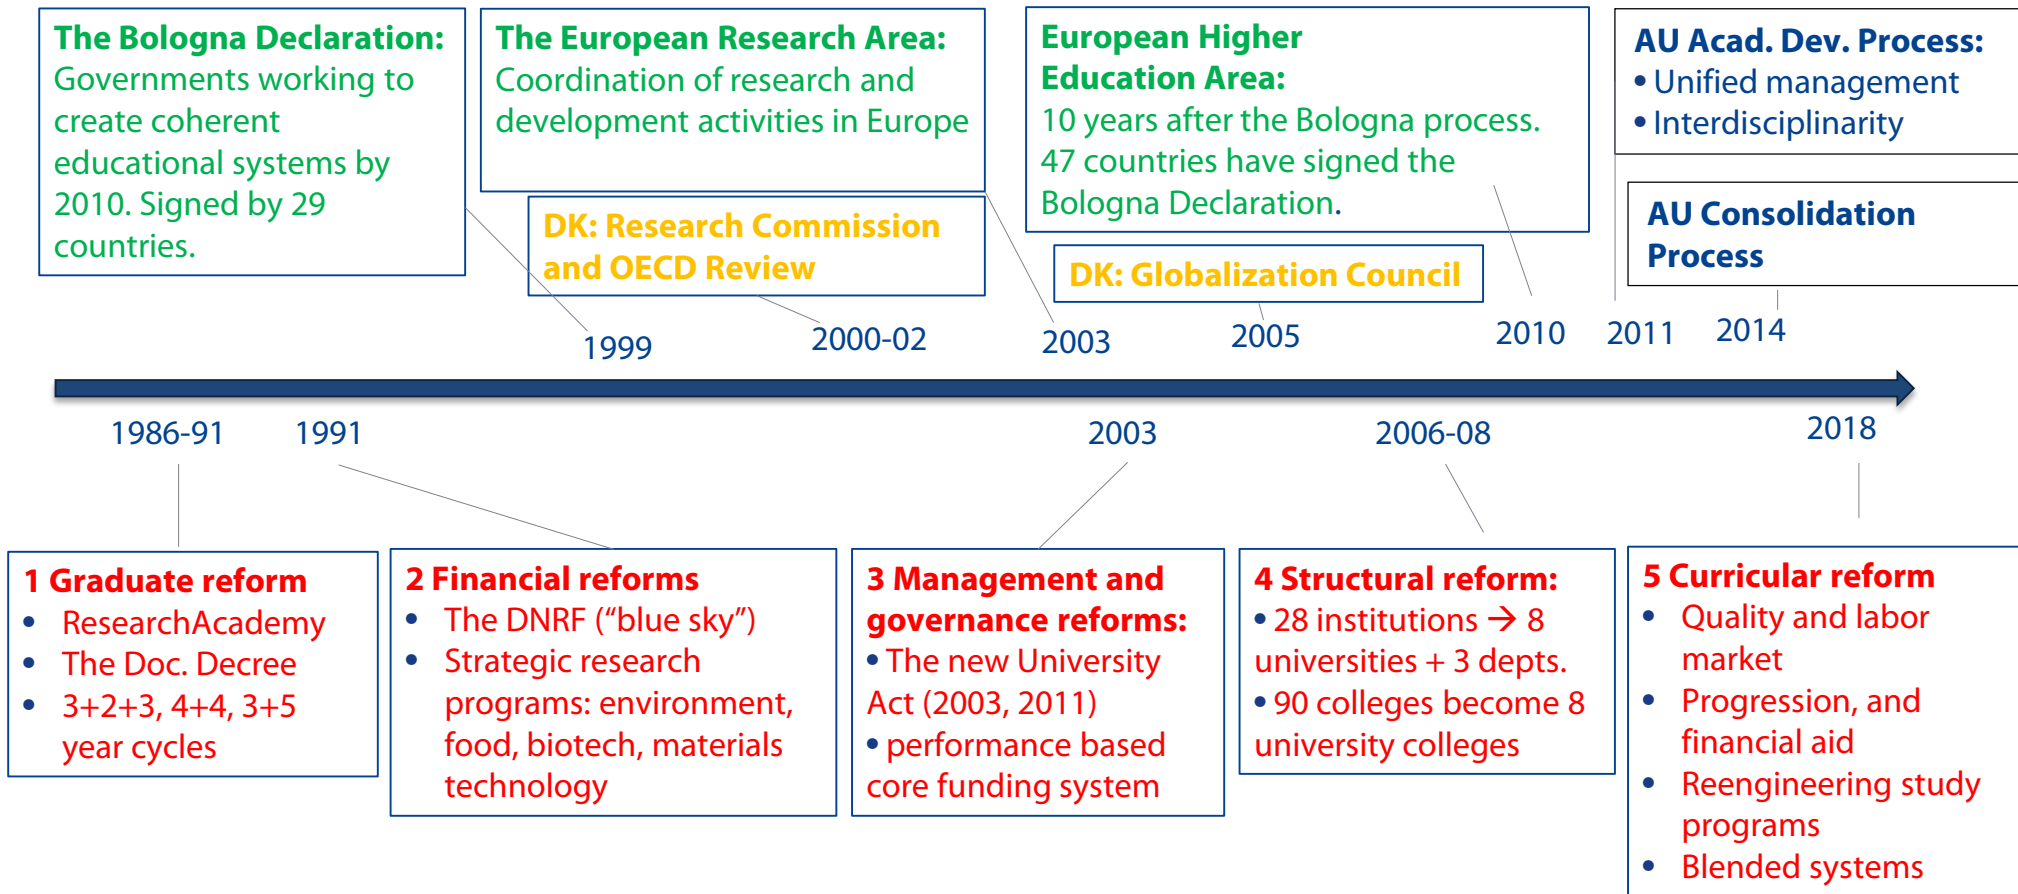 The Bologna Declaration:
Governments working to
create coherent
educational systems by
2010. Signed by 29
countries.
The European Research Area:
Coordination of research and
development activities in Europe
DK: Research Commission
and OECD Review
European Higher
Education Area:
10 years after the Bologna process.
47 countries have signed the
Bologna Declaration.
DK: Globalization Council
AU Acad. Dev. Process:
• Unified management
• Interdisciplinarity
AU Consolidation
Process
1999
2000-02
2003
2005
2010
2011
2014
1986-91
1991
2003
2006-08
2018
1 Graduate reform
• ResearchAcademy
• The Doc. Decree
• 3+2+3, 4+4, 3+5
year cycles
2 Financial reforms
• The DNRF (“blue sky”)
• Strategic research
programs: environment,
food, biotech, materials
technology
3 Management and
governance reforms:
• The new University
Act (2003, 2011)
• performance based
core funding system
4 Structural reform:
• 28 institutions → 8
universities + 3 depts.
• 90 colleges become 8
university colleges
5 Curricular reform
• Quality and labor
market
• Progression, and
financial aid
• Reengineering study
programs
• Blended systems